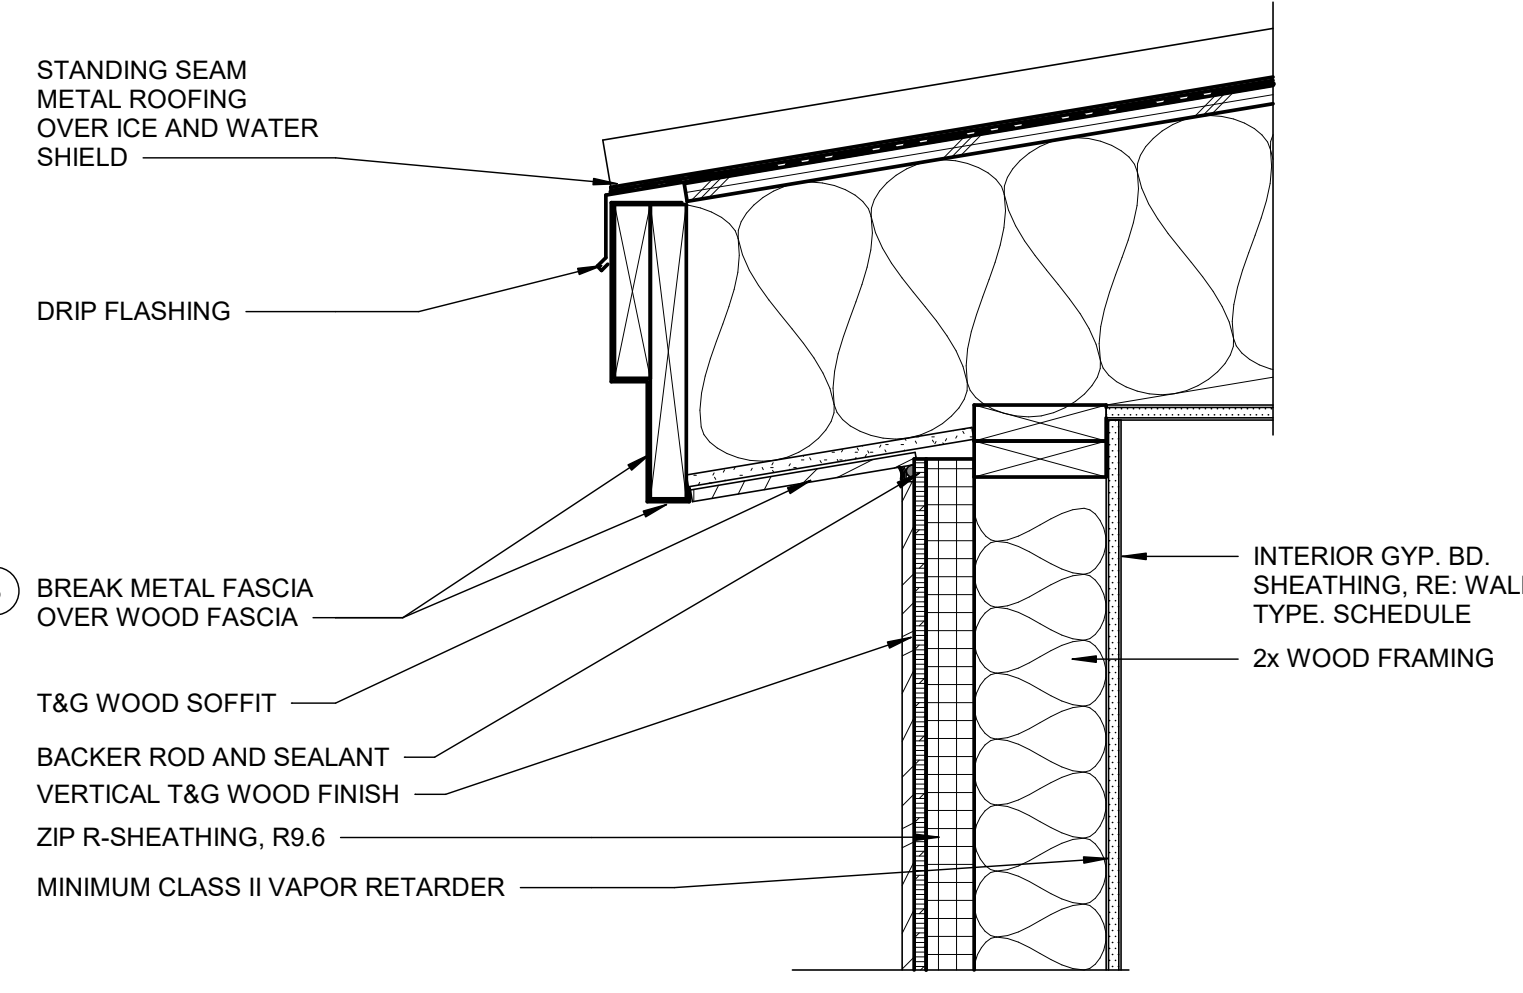 STANDING SEAM
METAL ROOFING
OVER ICE AND WATER
SHIELD
DRIP FLASHING
BREAK METAL FASCIA
OVER WOOD FASCIA
T&G WOOD SOFFIT
BACKER ROD AND SEALANT
VERTICAL T&G WOOD FINISH
ZIP R-SHEATHING, R9.6
MINIMUM CLASS II VAPOR RETARDER
INTERIOR GYP. BD.
SHEATHING, RE: WALL
TYPE. SCHEDULE
2x WOOD FRAMING